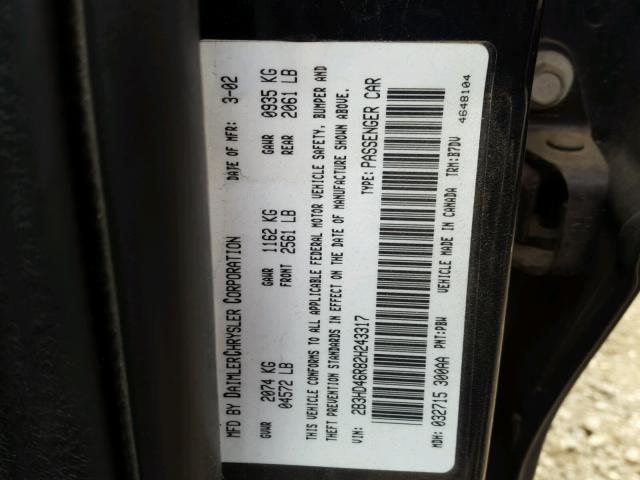 MFD BY DAIMLERCHRYSLER CORPORATION DATE OF MFR: 3-02
GVWR 2074 KG GAWR 1162 KG GAWR 0935 KG
04572 LB FRONT 2561 LB REAR 2061 LB
THIS VEHICLE CONFORMS TO ALL APPLICABLE FEDERAL MOTOR VEHICLE SAFETY, BUMPER AND
THEFT PREVENTION STANDARDS IN EFFECT ON THE DATE OF MANUFACTURE SHOWN ABOVE.
VIN: 2B3HD46R82H243317 TYPE: PASSENGER CAR
MDH: 032715 300AA PNT: PBW VEHICLE MADE IN CANADA TRM: B7DV
4648104